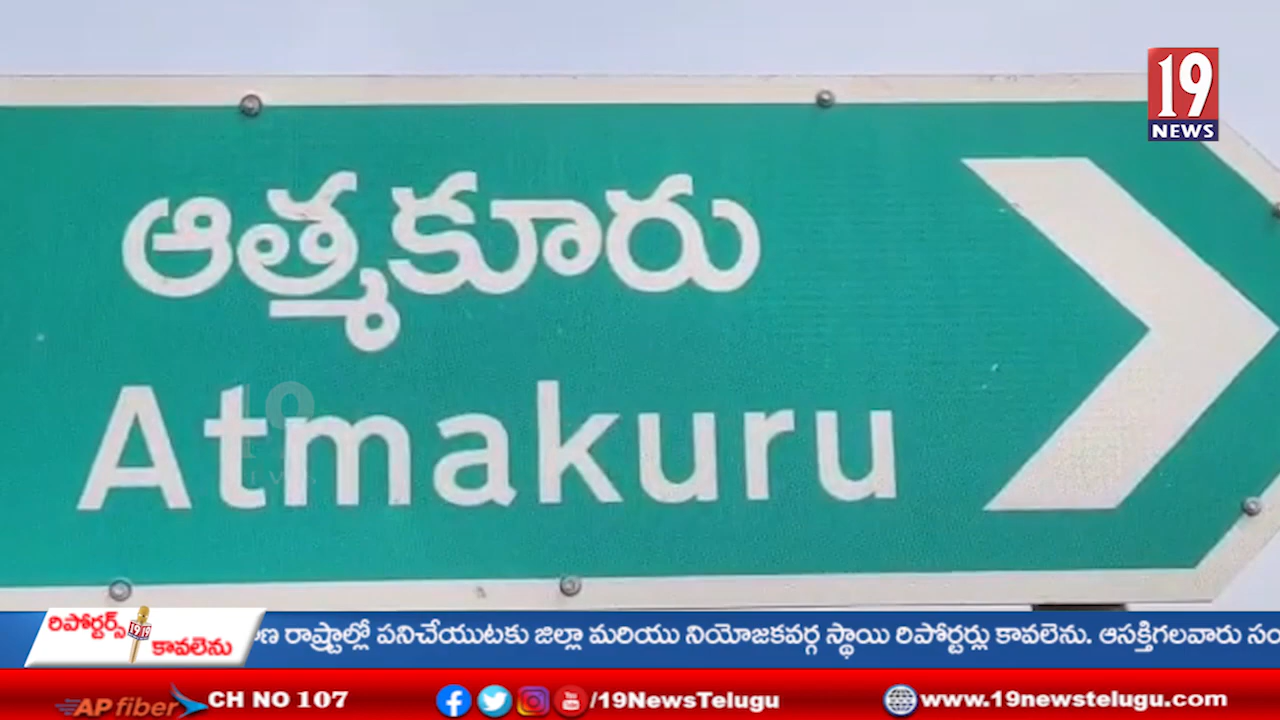 19
NEWS
ఆత్మకూరు
Atmakuru
రిపోర్టర్స్
కావలెను
రాష్ట్రాల్లో పనిచేయుటకు జిల్లా మరియు నియోజకవర్గ స్థాయి రిపోర్టర్లు కావలెను. ఆసక్తిగలవారు
AP fiber CH NO 107 /19NewsTelugu www.19newstelugu.com